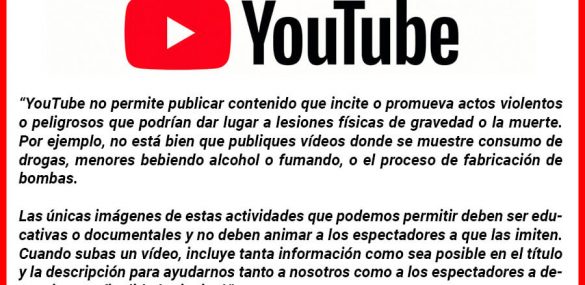 YouTube
“YouTube no permite publicar contenido que incite o promueva actos violentos
o peligrosos que podrían dar lugar a lesiones físicas de gravedad o la muerte.
Por ejemplo, no está bien que publiques vídeos donde se muestre consumo de
drogas, menores bebiendo alcohol o fumando, o el proceso de fabricación de
bombas.
Las únicas imágenes de estas actividades que podemos permitir deben ser edu-
cativas o documentales y no deben animar a los espectadores a que las imiten.
Cuando subas un vídeo, incluye tanta información como sea posible en el título
y la descripción para ayudarnos tanto a nosotros como a los espectadores a de-